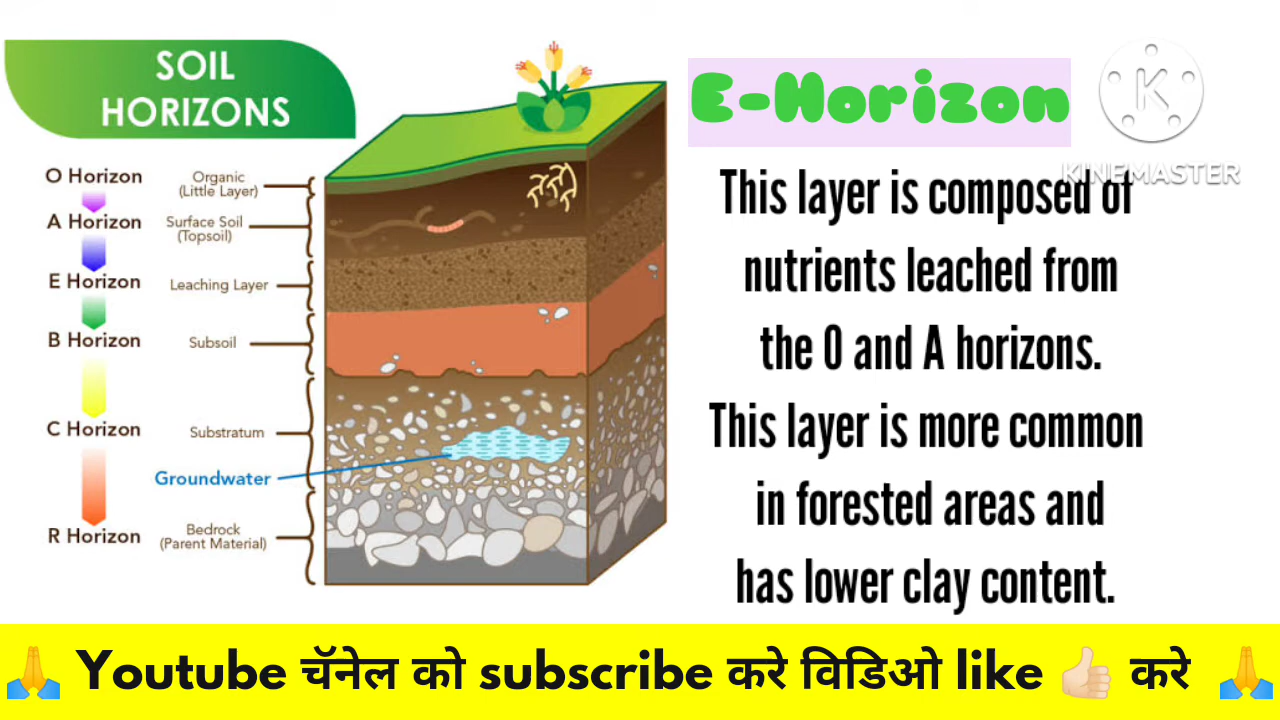 SOIL
HORIZONS
O Horizon
Organic
(Little Layer)
A Horizon
Surface Soil
(Topsoil)
E Horizon
Leaching Layer
B Horizon
Subsoil
C Horizon
Substratum
Groundwater
R Horizon
Bedrock
(Parent Material)
E-Horizon
K
KINEMASTER
This layer is composed of
nutrients leached from
the O and A horizons.
This layer is more common
in forested areas and
has lower clay content.
Youtube चॅनेल को subscribe करे विडिओ like 👍🏻 करे